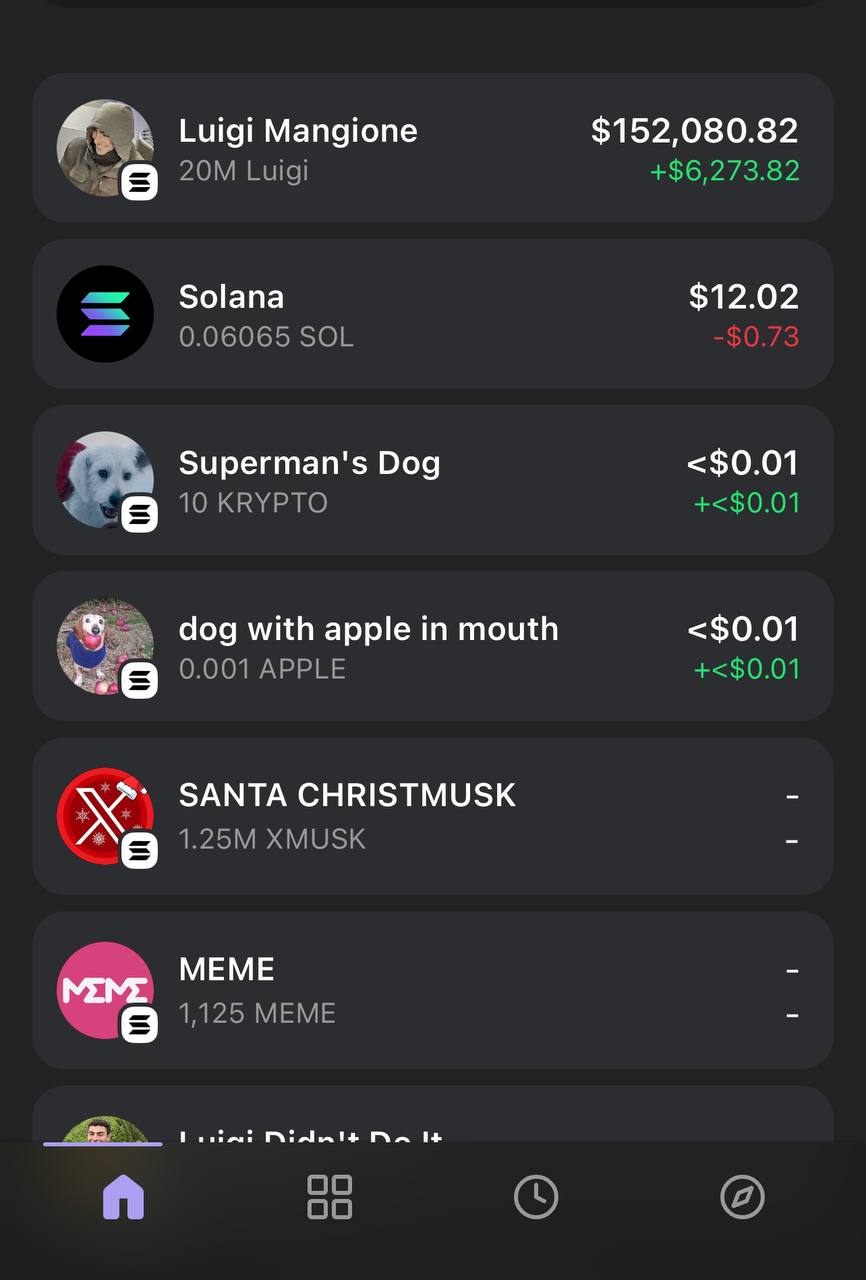 Luigi Mangione
$152,080.82
20M Luigi
+$6,273.82
Solana
$12.02
0.06065 SOL
-$0.73
Superman's Dog
<$0.01
10 KRYPTO
+<$0.01
dog with apple in mouth
<$0.01
0.001 APPLE
+<$0.01
SANTA CHRISTMUSK
-
1.25M XMUSK
-
MEME
MEME
-
1,125 MEME
-
Luigi Didn't Do It